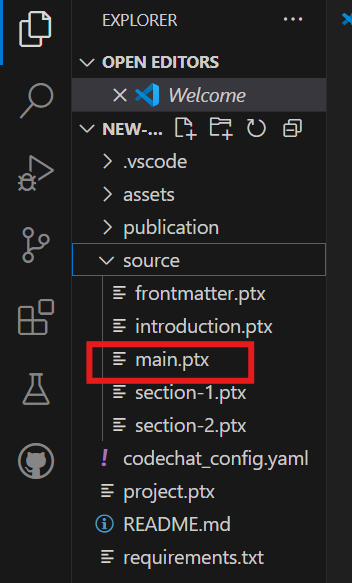 EXPLORER ...
OPEN EDITORS
Welcome
NEW-...
.vscode
assets
publication
source
frontmatter.ptx
introduction.ptx
main.ptx
section-1.ptx
section-2.ptx
! codechat_config.yaml
project.ptx
README.md
requirements.txt